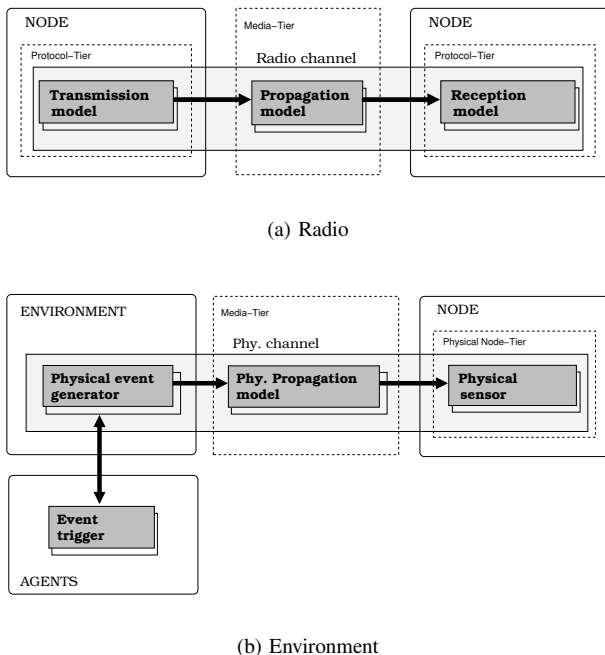 NODE
Media-Tier
NODE
Protocol-Tier
Radio channel
Protocol-Tier
Transmission
model
Propagation
model
Reception
model
(a) Radio
ENVIRONMENT
Media-Tier
NODE
Phy. channel
Physical Node-Tier
Physical event
generator
Phy. Propagation
model
Physical
sensor
Event
trigger
AGENTS
(b) Environment